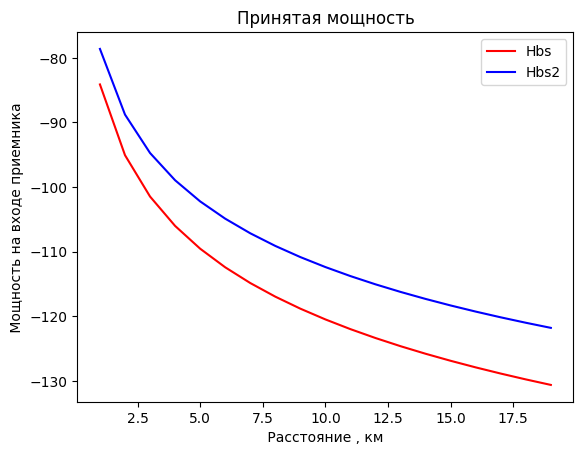 Принятая мощность
Hbs
Hbs2
Мощность на входе приемника
−80
−90
−100
−110
−120
−130
2.5 5.0 7.5 10.0 12.5 15.0 17.5
Расстояние , км